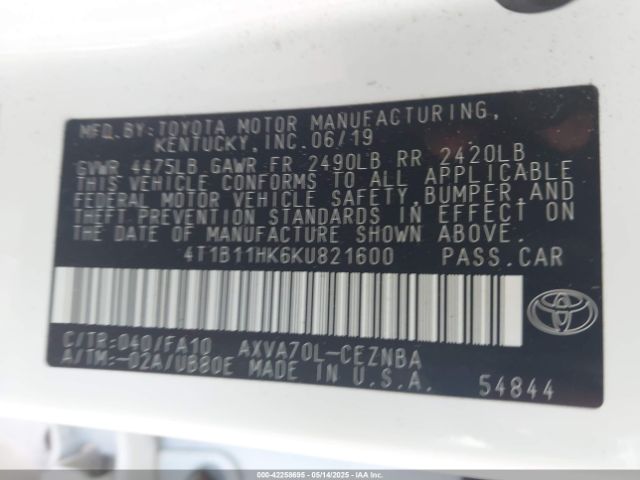 MFD. BY: TOYOTA MOTOR MANUFACTURING,
KENTUCKY, INC. 06/19
GVWR 4475LB GAWR FR 2490LB RR 2420LB
THIS VEHICLE CONFORMS TO ALL APPLICABLE
FEDERAL MOTOR VEHICLE SAFETY, BUMPER, AND
THEFT PREVENTION STANDARDS IN EFFECT ON
THE DATE OF MANUFACTURE SHOWN ABOVE.
4T1B11HK6KU821600 PASS. CAR
C/TR: 040/FA10 AXVA70L-CEZNBA
A/TM: -02A/UB80E MADE IN U.S.A.
54844
000-42258695 - 05/14/2025 - IAAI.CA